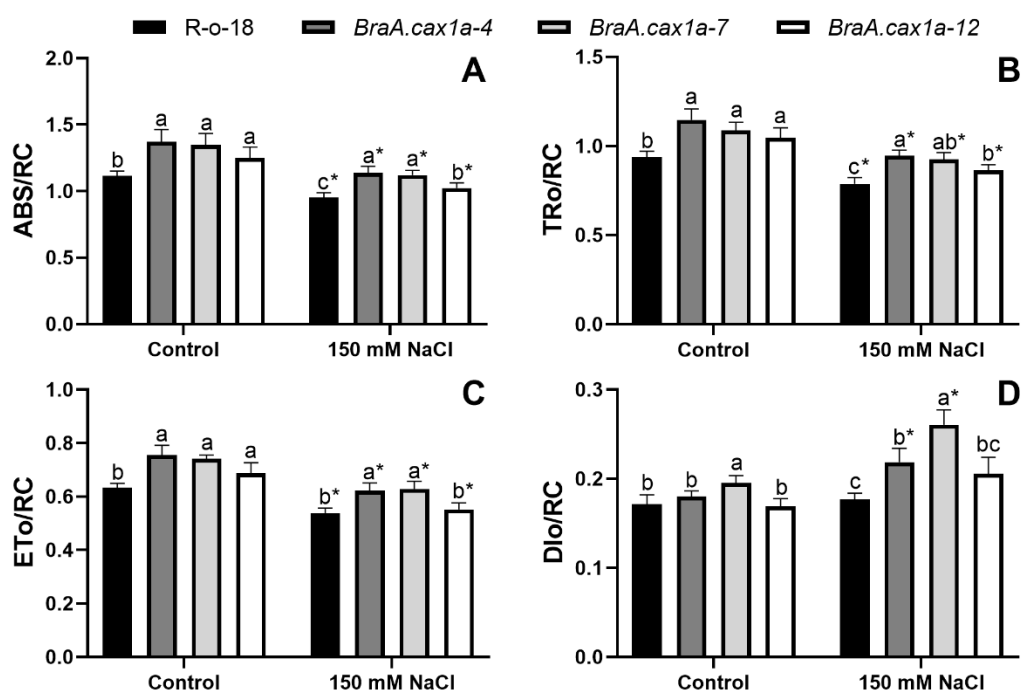 R-o-18 BraA.cax1a-4 BraA.cax1a-7 BraA.cax1a-12
A
ABS/RC
2.0
1.5
1.0
0.5
0.0
b a a a c* a* a* b*
Control 150 mM NaCl
B
TRo/RC
1.5
1.0
0.5
0.0
b a a a c* a* ab* b*
Control 150 mM NaCl
C
ETo/RC
1.0
0.8
0.6
0.4
0.2
0.0
b a a a b* a* a* b*
Control 150 mM NaCl
D
DIo/RC
0.3
0.2
0.1
0.0
b b a b c b* a* bc
Control 150 mM NaCl